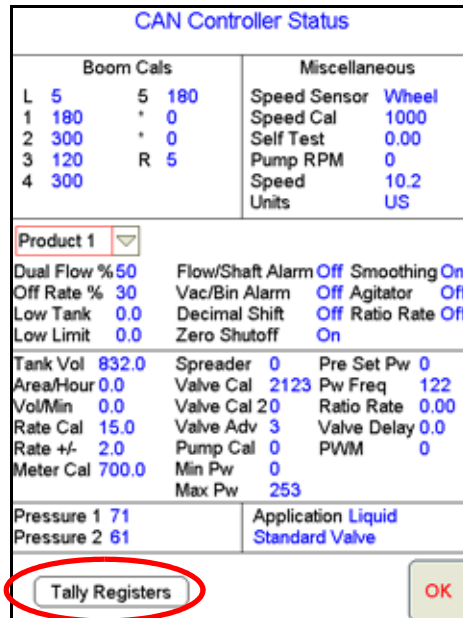 CAN Controller Status
Boom Cals
L 5 5 180
1 180 * 0
2 300 * 0
3 120 R 5
4 300
Miscellaneous
Speed Sensor Wheel
Speed Cal 1000
Self Test 0.00
Pump RPM 0
Speed 10.2
Units US
Product 1
Dual Flow % 50 Flow/Shaft Alarm Off Smoothing On
Off Rate % 30 Vac/Bin Alarm Off Agitator Off
Low Tank 0.0 Decimal Shift Off Ratio Rate Off
Low Limit 0.0 Zero Shutoff On
Tank Vol 832.0 Spreader 0 Pre Set Pw 0
Area/Hour 0.0 Valve Cal 2123 Pw Freq 122
Vol/Min 0.0 Valve Cal 2 0 Ratio Rate 0.00
Rate Cal 15.0 Valve Adv 3 Valve Delay 0.0
Rate +/- 2.0 Pump Cal 0 PWM 0
Meter Cal 700.0 Min Pw 0
Max Pw 253
Pressure 1 71 Application Liquid
Pressure 2 61 Standard Valve
Tally Registers
OK